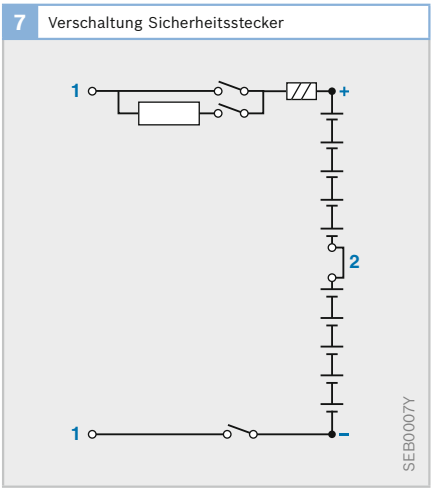 7 Verschaltung Sicherheitsstecker
1
+
2
1
−
SEB0007Y